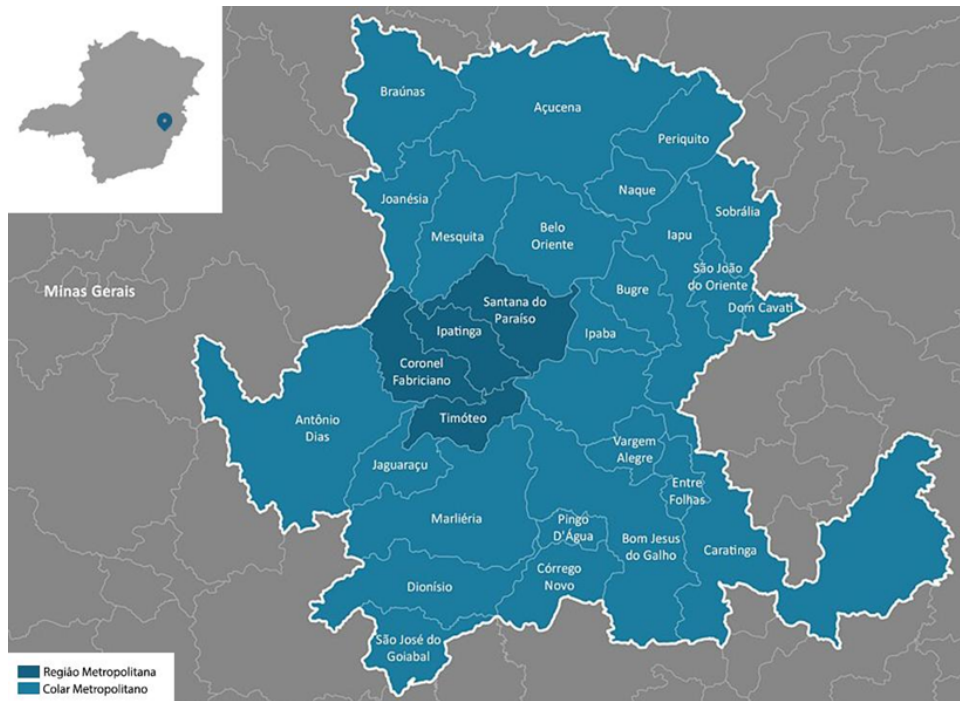 Braúnas
Açucena
Periquito
Joanésia
Naque
Sobrália
Mesquita
Belo
Oriente
Iapu
São João
do Oriente
Minas Gerais
Santana do
Paraíso
Bugre
Dom Cavati
Ipatinga
Ipaba
Coronel
Fabriciano
Antônio
Dias
Timóteo
Vargem
Alegre
Jaguaraçu
Entre
Folhas
Marliéria
Pingo
D'Água
Bom Jesus
do Galho
Caratinga
Córrego
Novo
Dionísio
São José do
Goiabal
Região Metropolitana
Colar Metropolitano